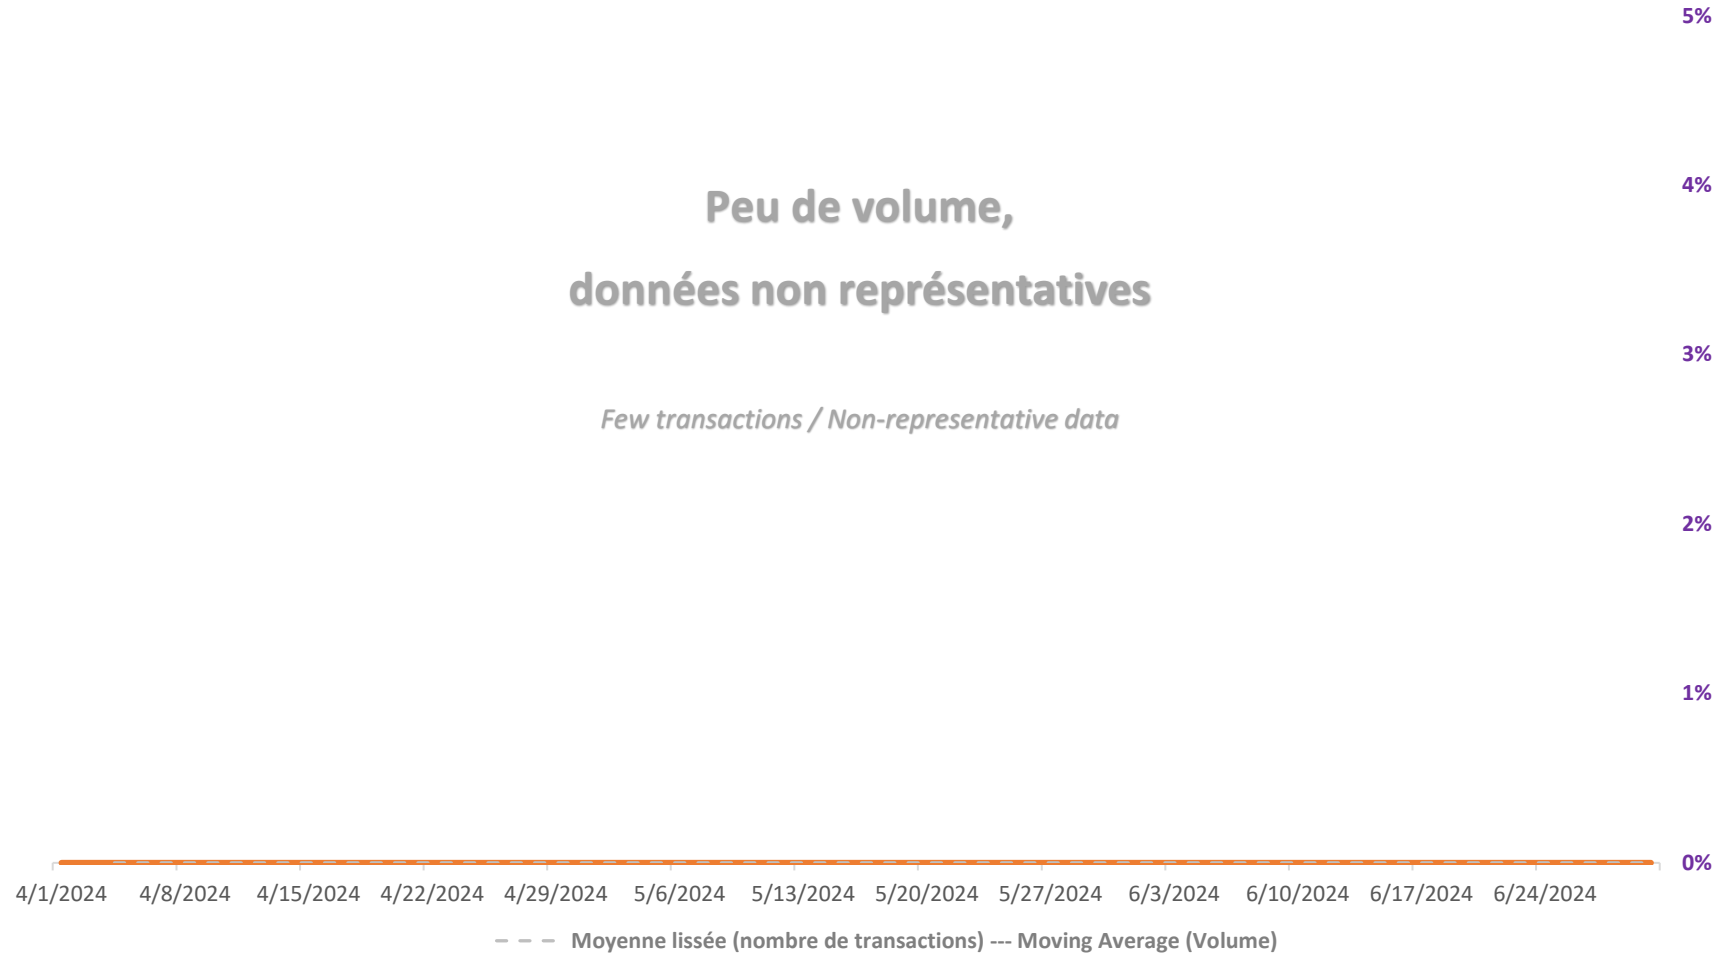 5%
4%
Peu de volume,
données non représentatives
3%
Few transactions / Non-representative data
2%
1%
0%
4/1/2024 4/8/2024 4/15/2024 4/22/2024 4/29/2024 5/6/2024 5/13/2024 5/20/2024 5/27/2024 6/3/2024 6/10/2024 6/17/2024 6/24/2024
Moyenne lissée (nombre de transactions) --- Moving Average (Volume)